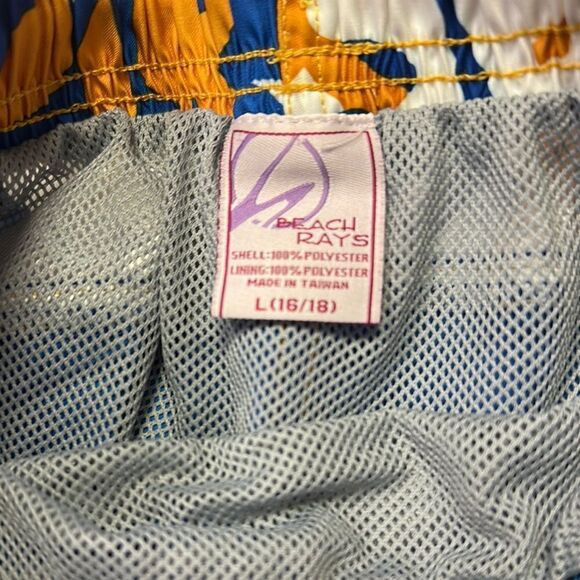 BEACH
RAYS
SHELL:100% POLYESTER
LINING:100% POLYESTER
MADE IN TAIWAN
L(16/18)